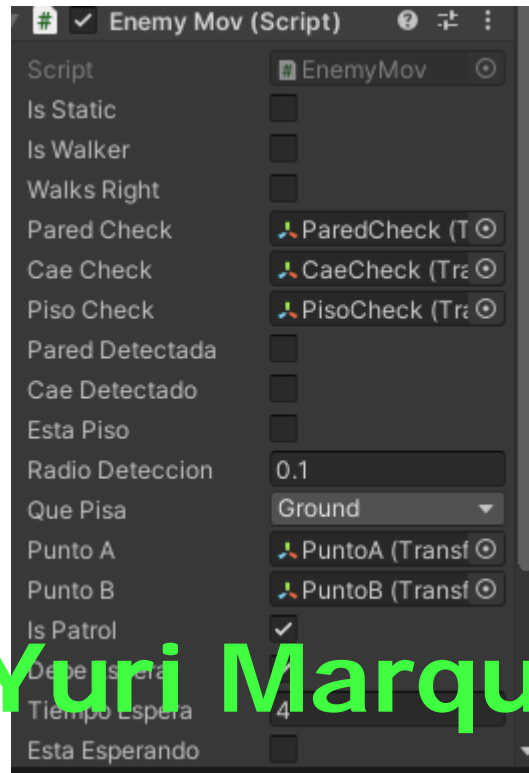 # Enemy Mov (Script)
Script # EnemyMov
Is Static
Is Walker
Walks Right
Pared Check ParedCheck (T
Cae Check CaeCheck (Tra
Piso Check PisoCheck (Tra
Pared Detectada
Cae Detectado
Esta Piso
Radio Deteccion 0.1
Que Pisa Ground
Punto A PuntoA (Transf
Punto B PuntoB (Transf
Is Patrol
Debe Espera
Yuri Marqu
Tiempo Espera 4
Esta Esperando